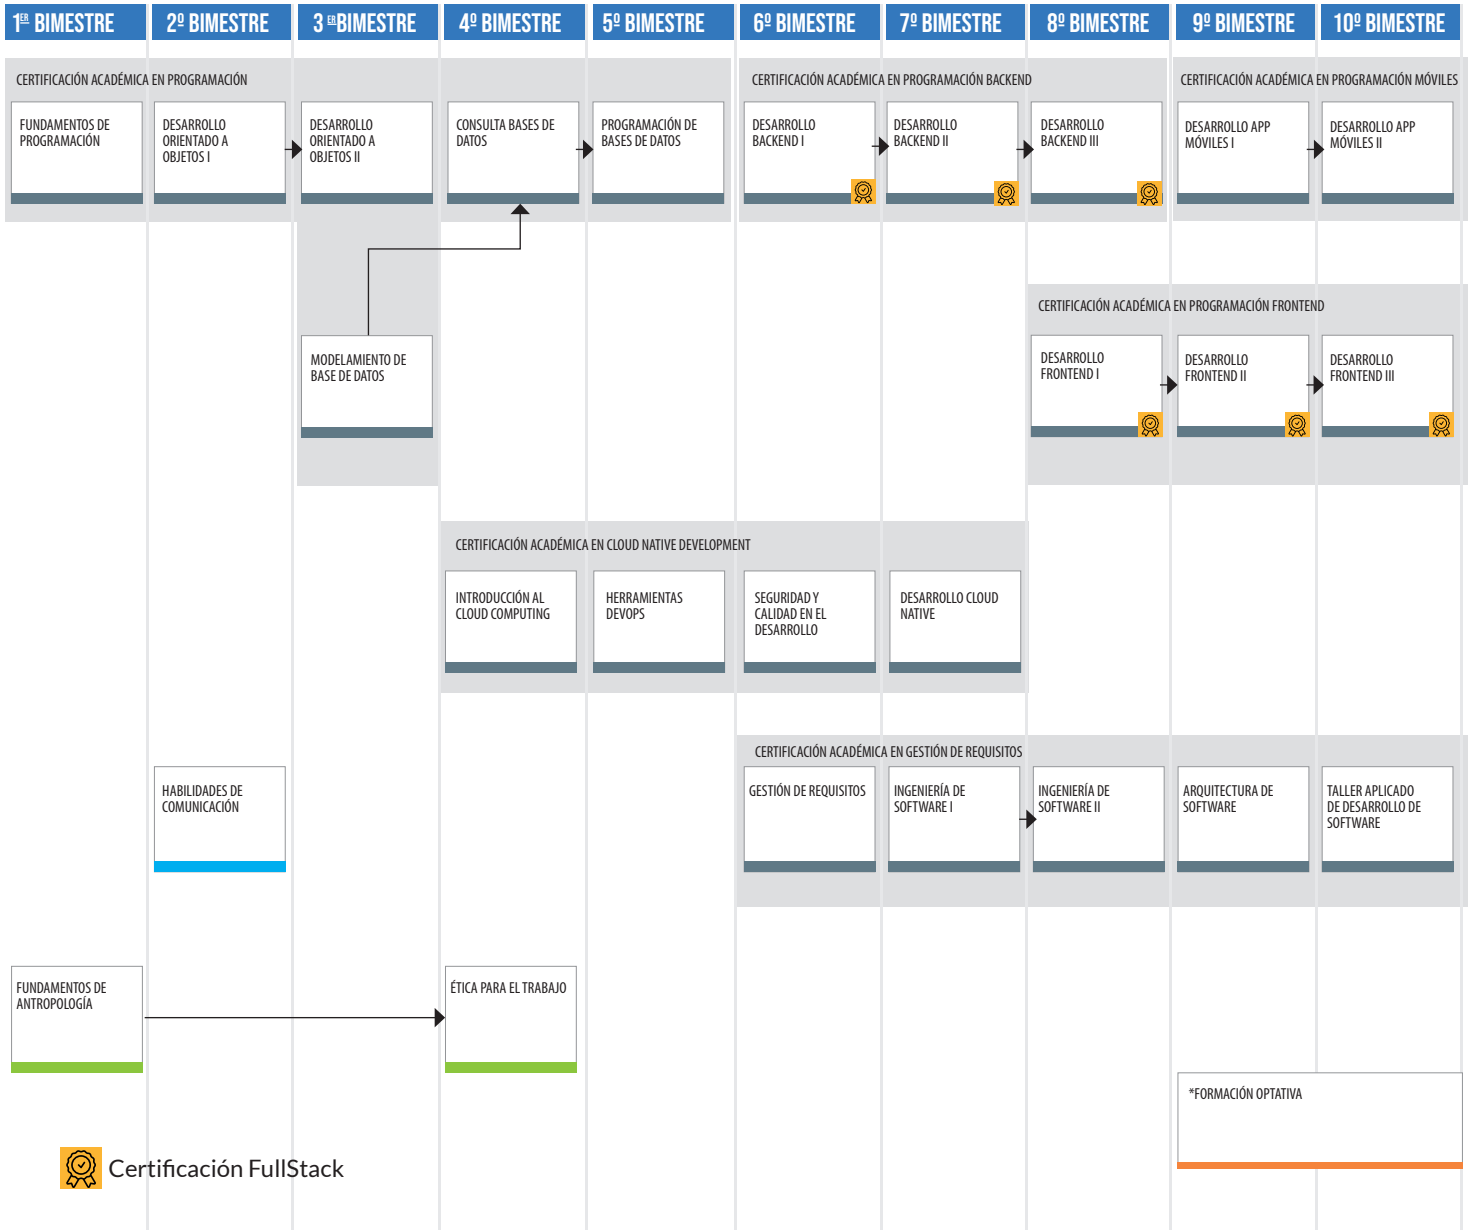 1ER BIMESTRE
2º BIMESTRE
3 ER BIMESTRE
4º BIMESTRE
5º BIMESTRE
6º BIMESTRE
7º BIMESTRE
8º BIMESTRE
9º BIMESTRE
10º BIMESTRE
CERTIFICACIÓN ACADÉMICA EN PROGRAMACIÓN
CERTIFICACIÓN ACADÉMICA EN PROGRAMACIÓN BACKEND
CERTIFICACIÓN ACADÉMICA EN PROGRAMACIÓN MÓVILES
FUNDAMENTOS DE
PROGRAMACIÓN
DESARROLLO
ORIENTADO A
OBJETOS I
DESARROLLO
ORIENTADO A
OBJETOS II
CONSULTA BASES DE
DATOS
PROGRAMACIÓN DE
BASES DE DATOS
DESARROLLO
BACKEND I
DESARROLLO
BACKEND II
DESARROLLO
BACKEND III
DESARROLLO APP
MÓVILES I
DESARROLLO APP
MÓVILES II
CERTIFICACIÓN ACADÉMICA EN PROGRAMACIÓN FRONTEND
MODELAMIENTO DE
BASE DE DATOS
DESARROLLO
FRONTEND I
DESARROLLO
FRONTEND II
DESARROLLO
FRONTEND III
CERTIFICACIÓN ACADÉMICA EN CLOUD NATIVE DEVELOPMENT
INTRODUCCIÓN AL
CLOUD COMPUTING
HERRAMIENTAS
DEVOPS
SEGURIDAD Y
CALIDAD EN EL
DESARROLLO
DESARROLLO CLOUD
NATIVE
CERTIFICACIÓN ACADÉMICA EN GESTIÓN DE REQUISITOS
HABILIDADES DE
COMUNICACIÓN
GESTIÓN DE REQUISITOS
INGENIERÍA DE
SOFTWARE I
INGENIERÍA DE
SOFTWARE II
ARQUITECTURA DE
SOFTWARE
TALLER APLICADO
DE DESARROLLO DE
SOFTWARE
FUNDAMENTOS DE
ANTROPOLOGÍA
ÉTICA PARA EL TRABAJO
*FORMACIÓN OPTATIVA
Certificación FullStack